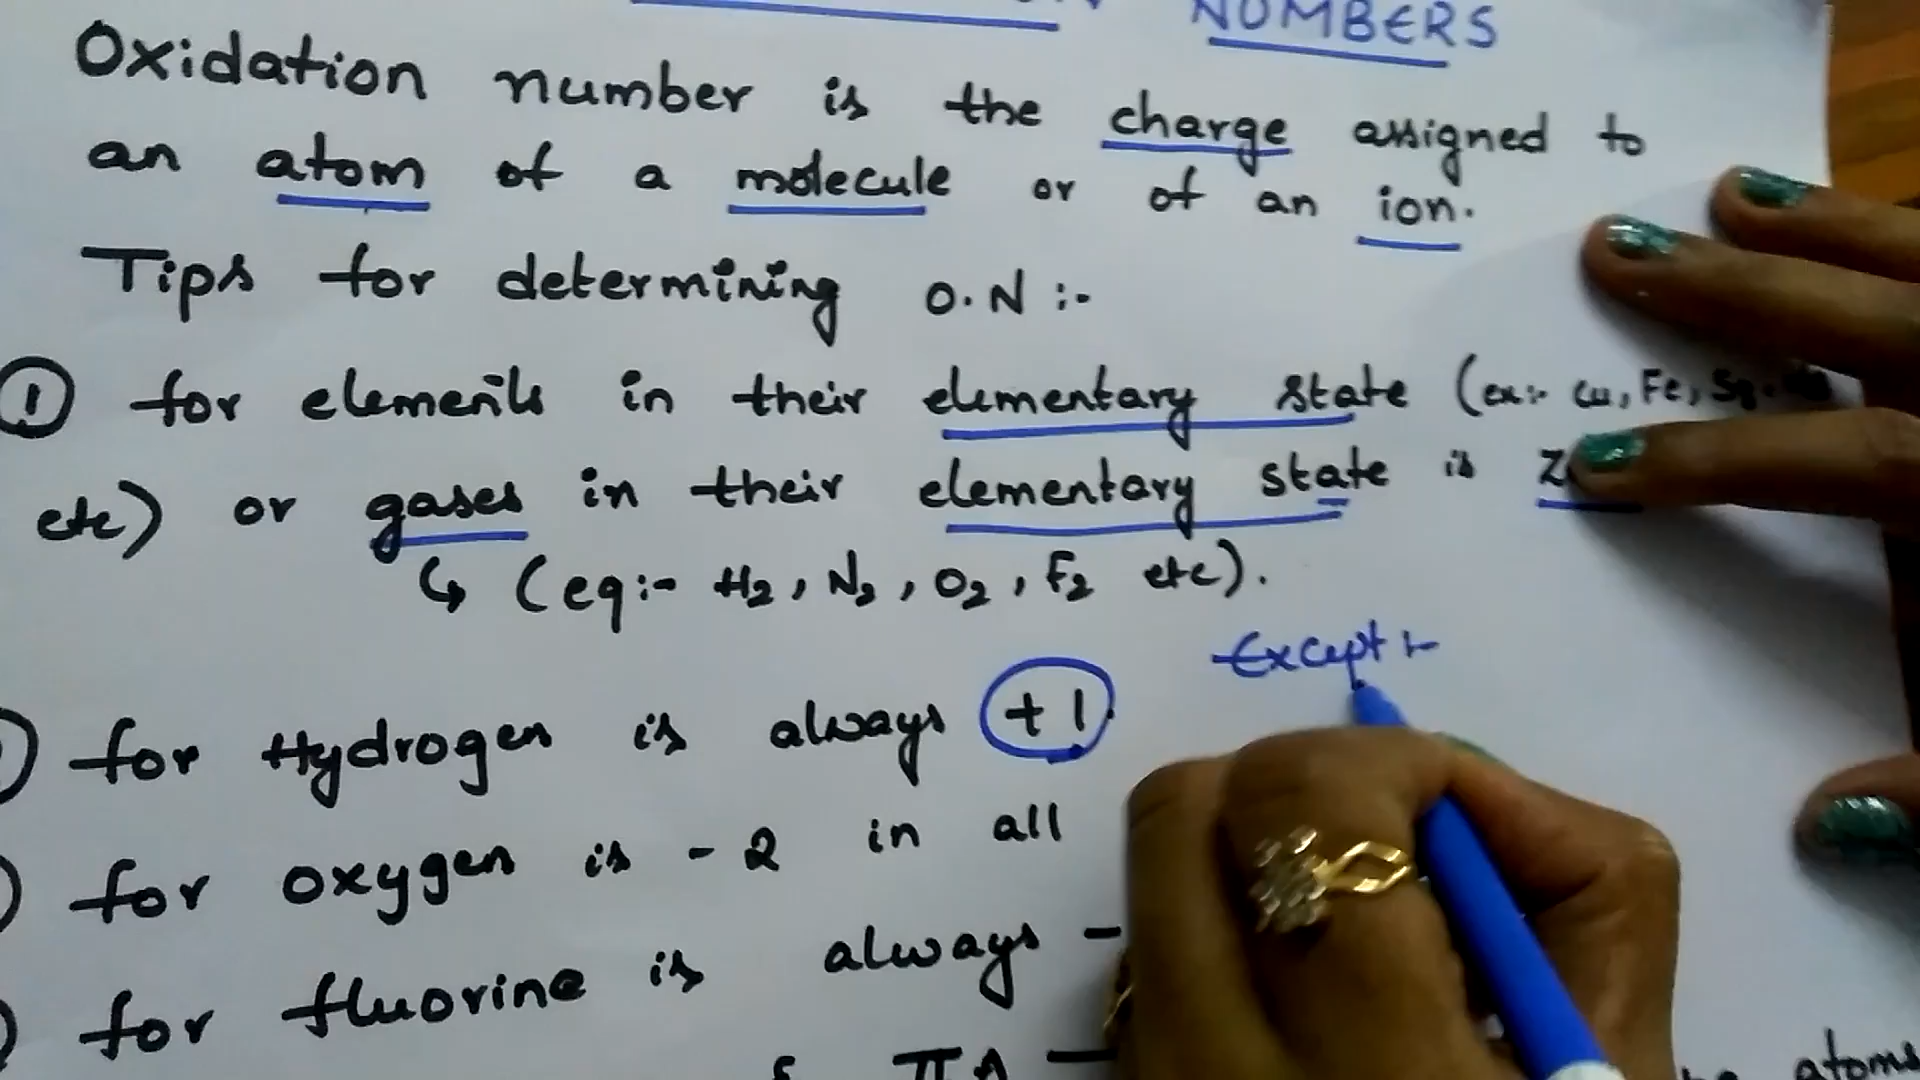 NUMBERS
Oxidation number is the charge assigned to
an atom of a molecule or of an ion.
Tips for determining O.N :-
① for elements in their elementary state (ex:- Cu, Fe,
etc) or gases in their elementary state is
↳ (eg:- H₂, N₂, O₂, F₂ etc).
Except :-
for Hydrogen is always +1.
for oxygen is -2 in all
for fluorine is always -
IIA
atoms